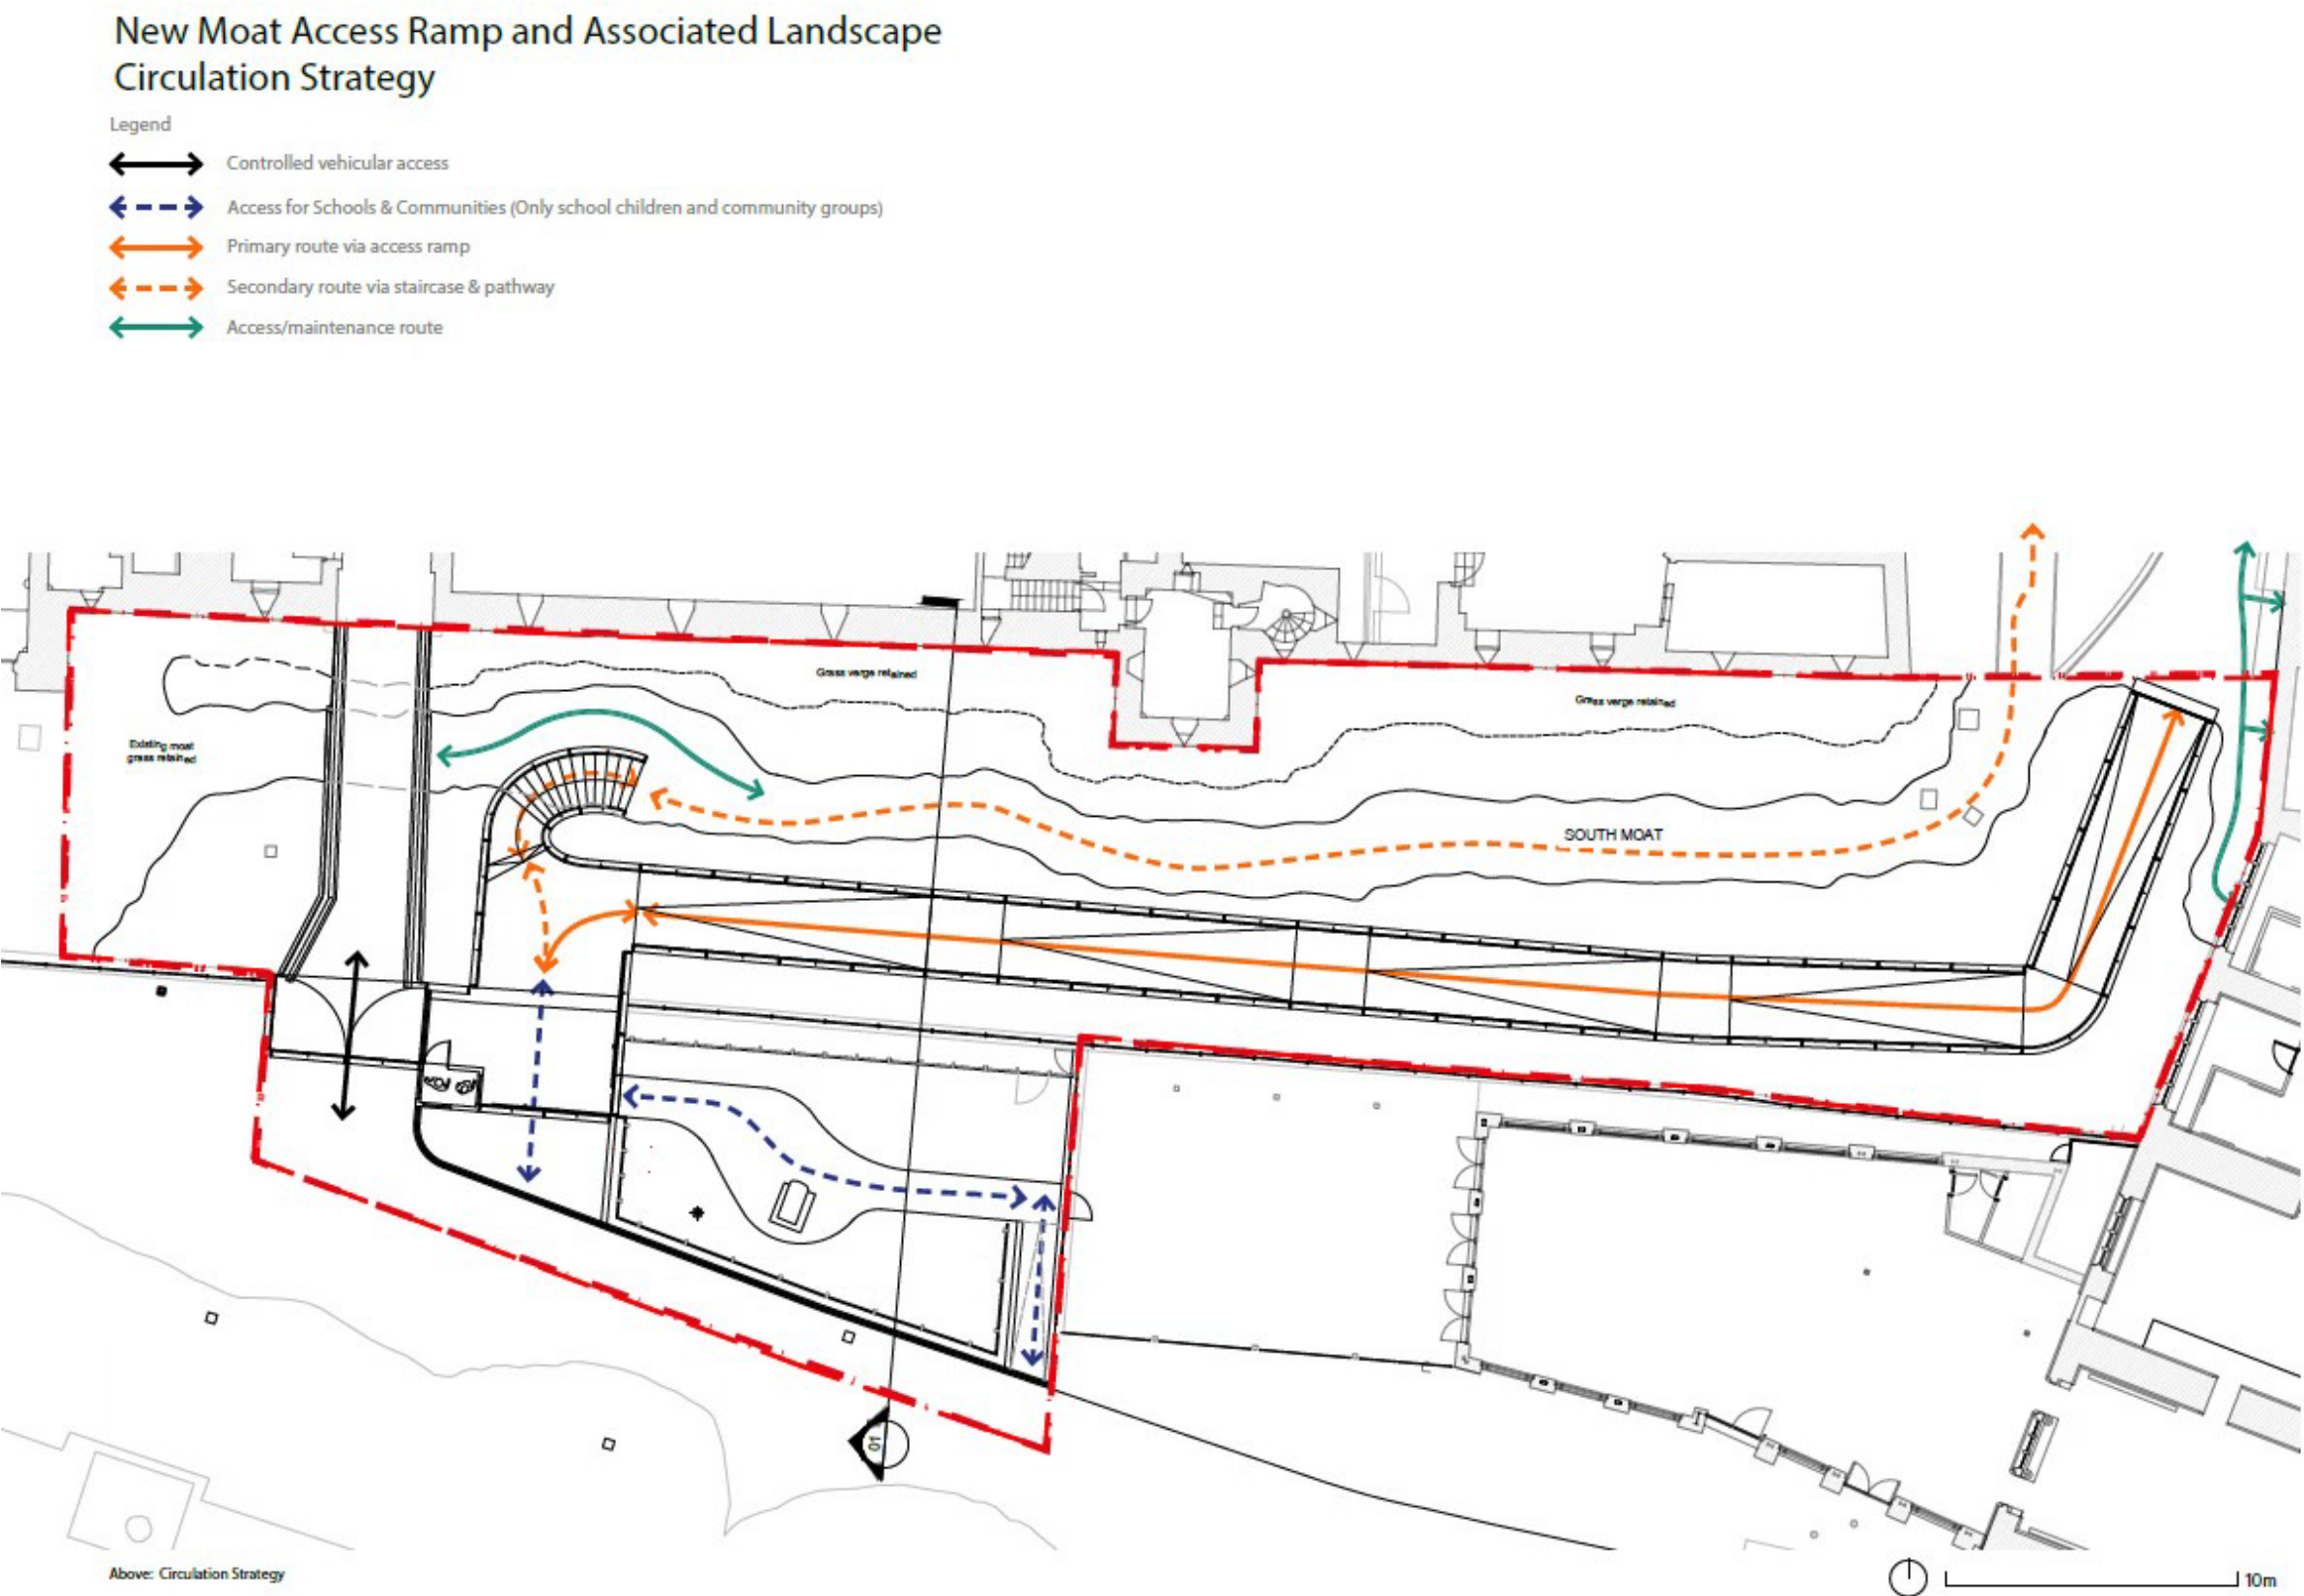 New Moat Access Ramp and Associated Landscape
Circulation Strategy
Legend
Controlled vehicular access
Access for Schools & Communities (Only school children and community groups)
Primary route via access ramp
Secondary route via staircase & pathway
Access/maintenance route
Grass verge retained
Grass verge retained
Existing moat
grass retained
SOUTH MOAT
01
Above: Circulation Strategy
10m